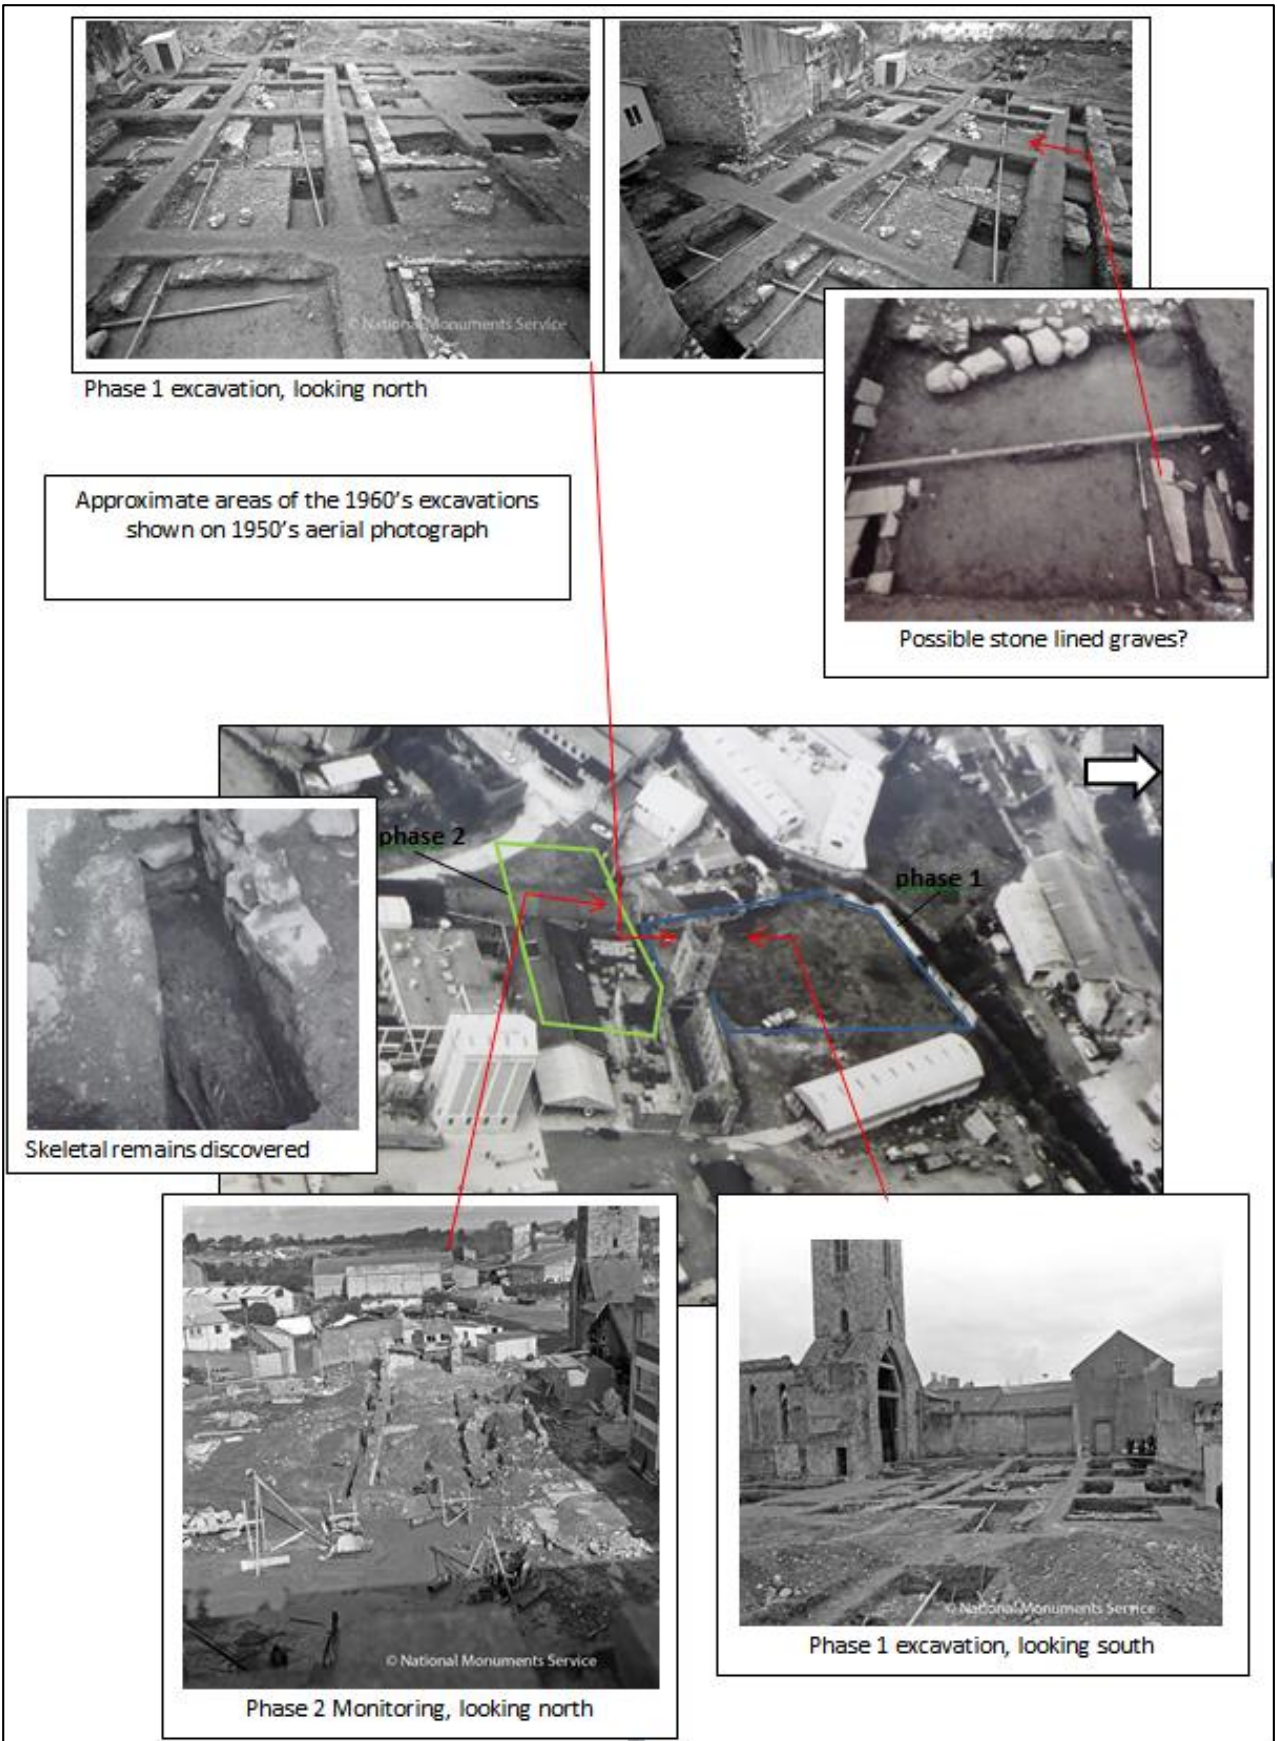 © National Monuments Service
Phase 1 excavation, looking north
Approximate areas of the 1960's excavations
shown on 1950's aerial photograph
Possible stone lined graves?
phase 2
phase 1
Skeletal remains discovered
© National Monuments Service
Phase 2 Monitoring, looking north
© National Monuments Service
Phase 1 excavation, looking south